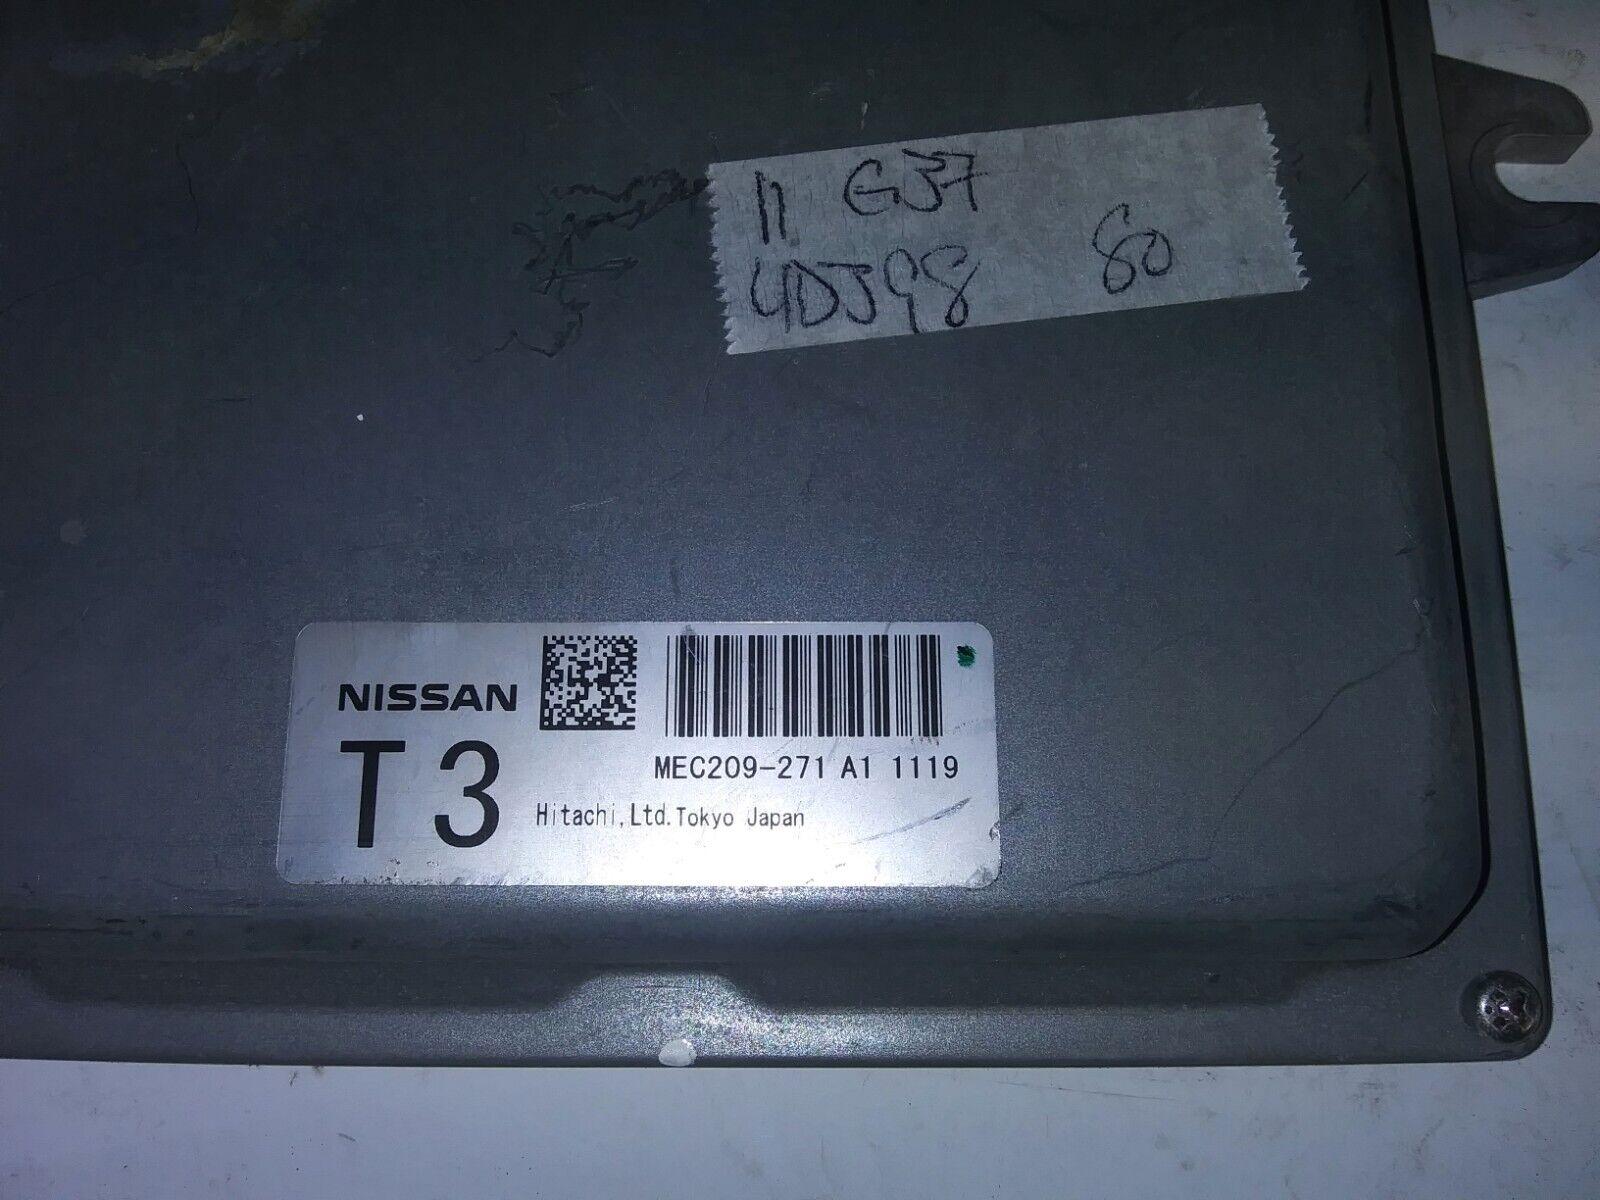 11 G37
4DJ98 80
NISSAN
T3
MEC209-271 A1 1119
Hitachi,Ltd.Tokyo Japan